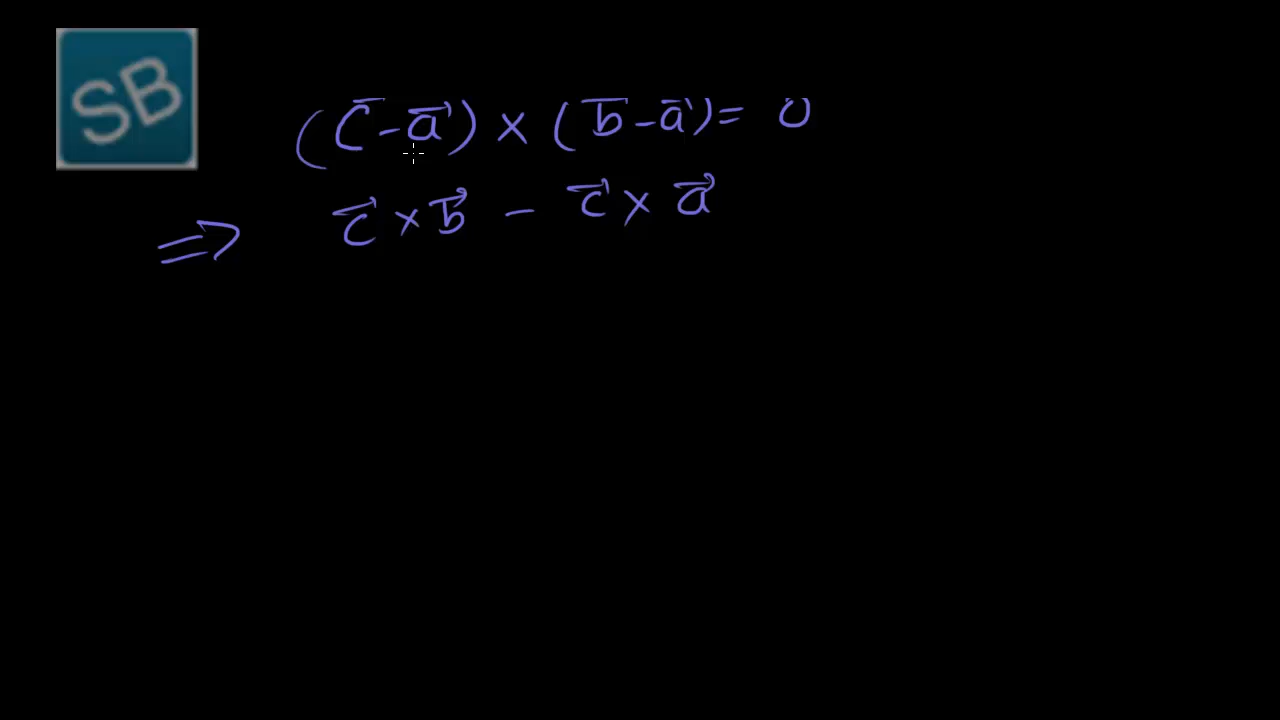 SB
(c⃗ - a⃗) × (b⃗ - a⃗) = 0
⇒ c⃗ × b⃗ - c⃗ × a⃗